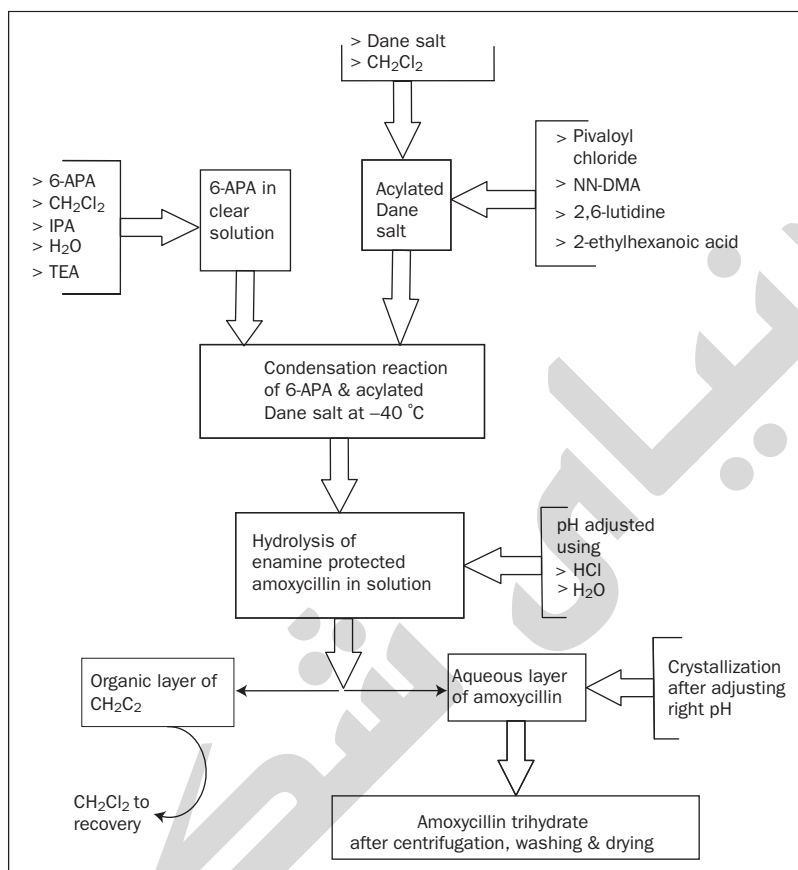 > Dane salt
> CH₂Cl₂
> 6-APA
> CH₂Cl₂
> IPA
> H₂O
> TEA
6-APA in
clear
solution
Acylated
Dane
salt
> Pivaloyl
chloride
> NN-DMA
> 2,6-lutidine
> 2-ethylhexanoic acid
Condensation reaction
of 6-APA & acylated
Dane salt at –40 °C
Hydrolysis of
enamine protected
amoxycillin in solution
pH adjusted
using
> HCl
> H₂O
Organic layer of
CH₂C₂
Aqueous layer
of amoxycillin
Crystallization
after adjusting
right pH
CH₂Cl₂ to
recovery
Amoxycillin trihydrate
after centrifugation, washing & drying